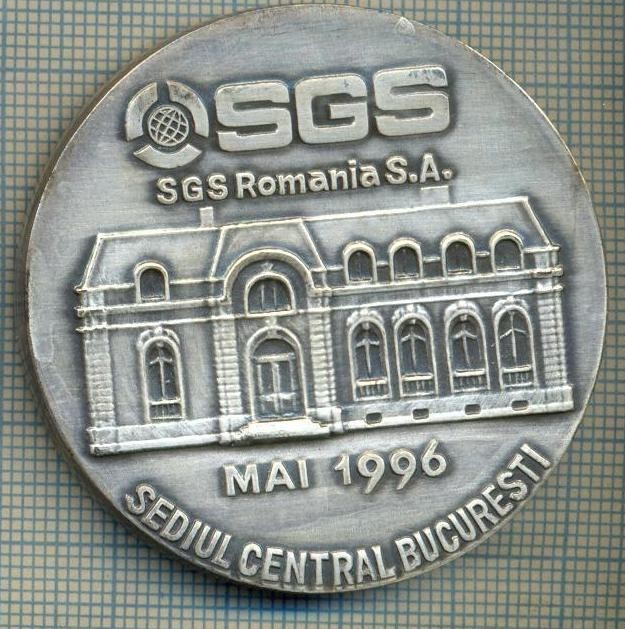 SGS
SGS Romania S.A.
MAI 1996
SEDIUL CENTRAL BUCURESTI